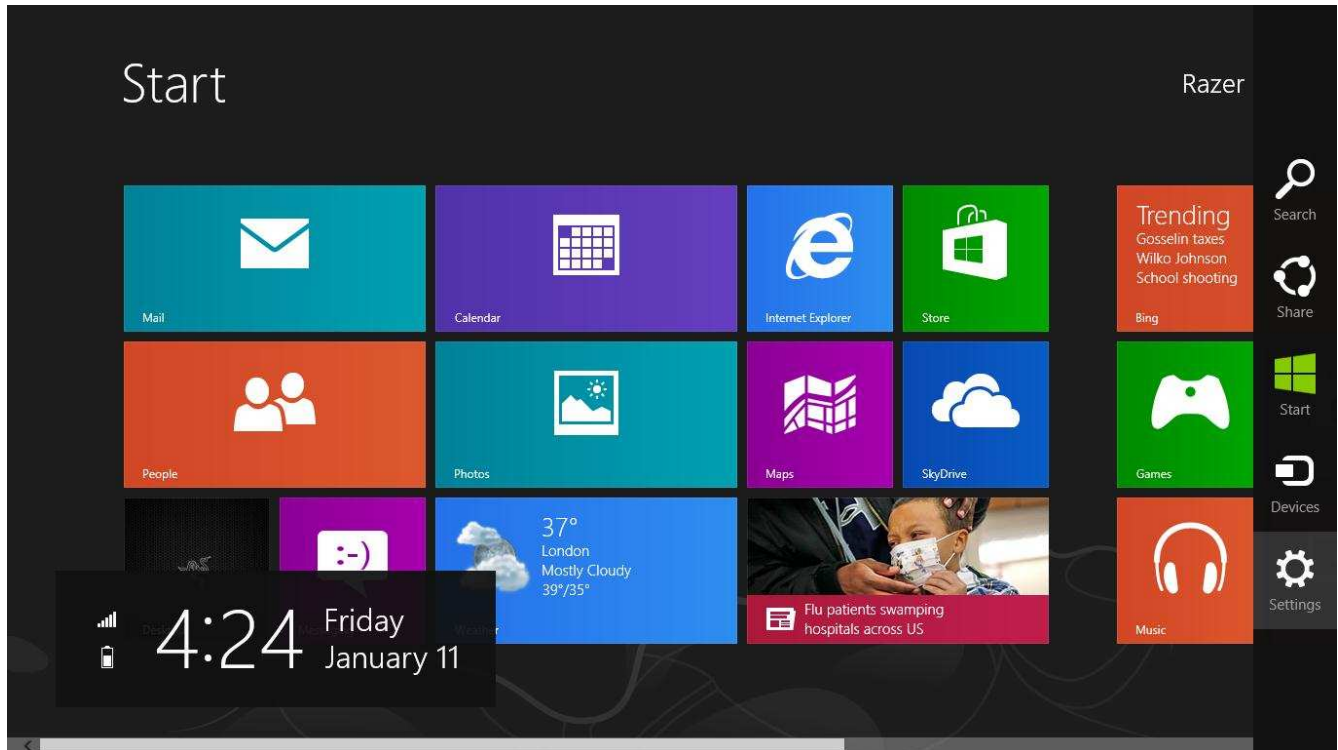 Start
Razer
Mail
Calendar
Internet Explorer
Store
Trending
Gosselin taxes
Wilko Johnson
School shooting
Bing
People
Photos
Maps
SkyDrive
Games
:-)
37°
London
Mostly Cloudy
39°/35°
Weather
Flu patients swamping
hospitals across US
Music
4:24
Friday
January 11
Search
Share
Start
Devices
Settings